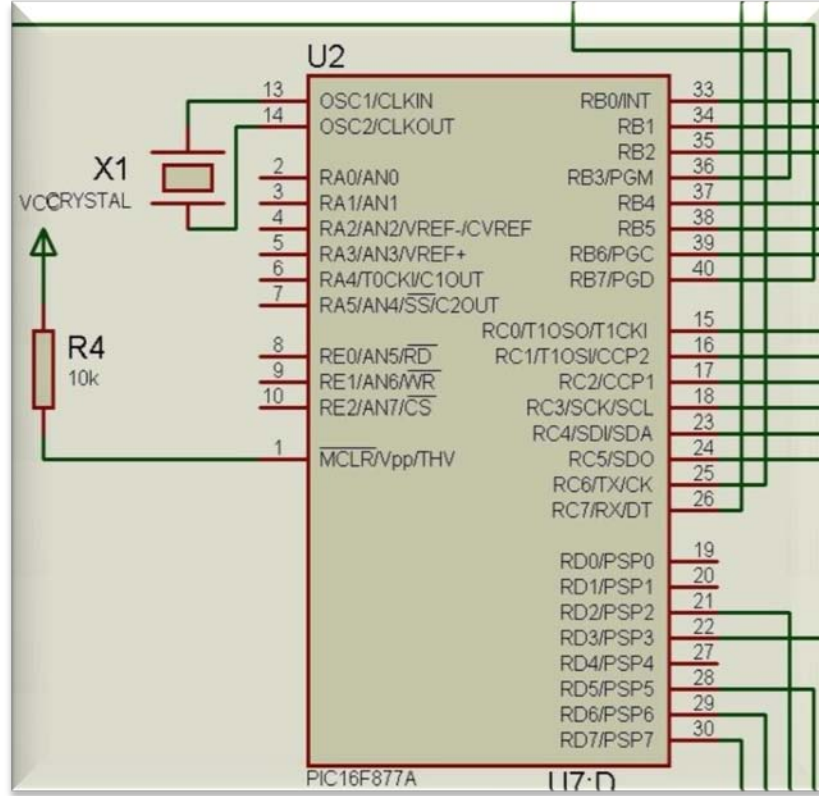 U2
13 OSC1/CLKIN RB0/INT 33
14 OSC2/CLKOUT RB1 34
RB2 35
X1
2 RA0/AN0 RB3/PGM 36
VCC CRYSTAL 3 RA1/AN1 RB4 37
4 RA2/AN2/VREF-/CVREF RB5 38
5 RA3/AN3/VREF+ RB6/PGC 39
6 RA4/T0CKI/C1OUT RB7/PGD 40
7 RA5/AN4/SS/C2OUT
RC0/T1OSO/T1CKI 15
R4
8 RE0/AN5/RD RC1/T1OSI/CCP2 16
10k
9 RE1/AN6/WR RC2/CCP1 17
10 RE2/AN7/CS RC3/SCK/SCL 18
RC4/SDI/SDA 23
1 MCLR/Vpp/THV RC5/SDO 24
RC6/TX/CK 25
RC7/RX/DT 26
RD0/PSP0 19
RD1/PSP1 20
RD2/PSP2 21
RD3/PSP3 22
RD4/PSP4 27
RD5/PSP5 28
RD6/PSP6 29
RD7/PSP7 30
PIC16F877A U7:D